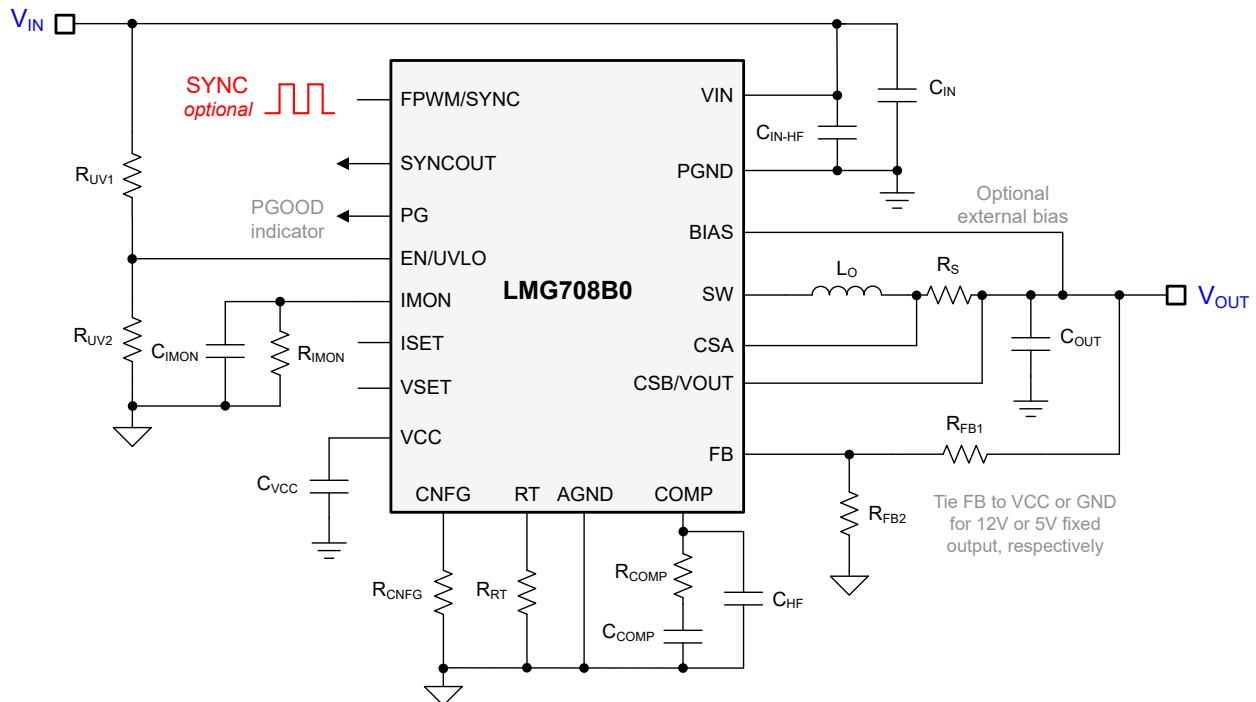 VIN
SYNC
optional
FPWM/SYNC
VIN
CIN
CIN-HF
SYNCOUT
PGND
RUV1
PGOOD
indicator
PG
Optional
external bias
BIAS
EN/UVLO
LMG708B0
LO
RS
SW
VOUT
IMON
RUV2
CIMON
RIMON
ISET
CSA
COUT
VSET
CSB/VOUT
VCC
FB
RFB1
CVCC
CNFG
RT
AGND
COMP
RFB2
Tie FB to VCC or GND
for 12V or 5V fixed
output, respectively
RCNFG
RRT
RCOMP
CHF
CCOMP